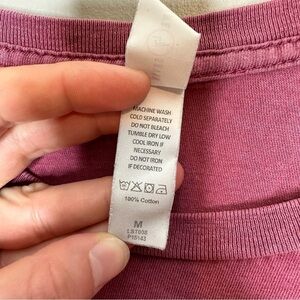 MACHINE WASH
COLD SEPARATELY
DO NOT BLEACH
TUMBLE DRY LOW
COOL IRON IF
NECESSARY
DO NOT IRON
IF DECORATED
100% Cotton
M